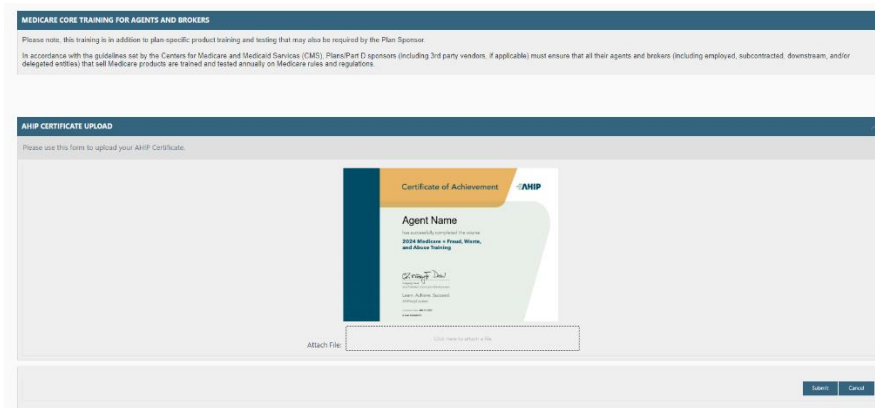 MEDICARE CORE TRAINING FOR AGENTS AND BROKERS
Please note, this training is in addition to plan-specific product training and testing that may also be required by the Plan Sponsor.
In accordance with the guidelines set by the Centers for Medicare and Medicaid Services (CMS), Plans/Part D sponsors (including 3rd party vendors, if applicable) must ensure that all their agents and brokers (including employed, subcontracted, downstream, and/or
delegated entities) that sell Medicare products are trained and tested annually on Medicare rules and regulations.
AHIP CERTIFICATE UPLOAD
Please use this form to upload your AHIP Certificate.
Certificate of Achievement
AHIP
Agent Name
has successfully completed the course
2024 Medicare + Fraud, Waste,
and Abuse Training
Learn. Achieve. Succeed.
Attach File:
Click here to attach a file
Submit
Cancel